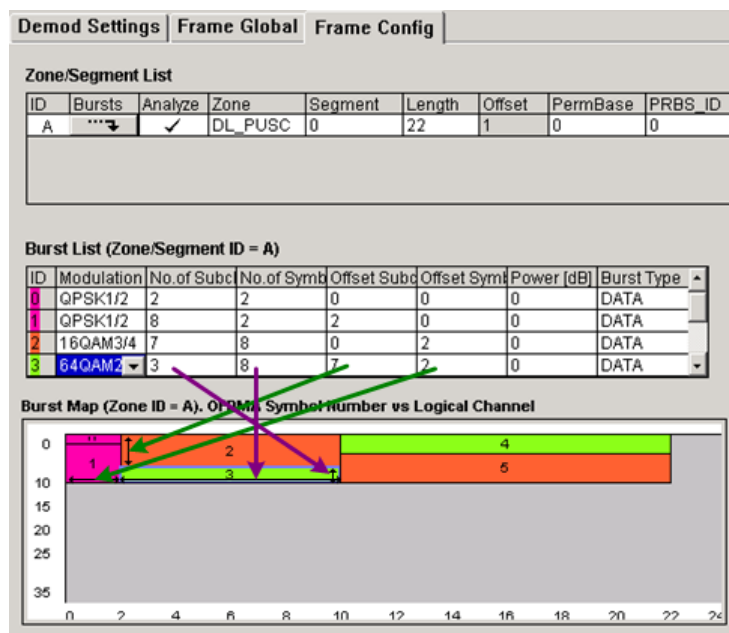 Demod Settings Frame Global Frame Config
Zone/Segment List
ID Bursts Analyze Zone Segment Length Offset PermBase PRBS_ID
A DL_PUSC 0 22 1 0 0
Burst List (Zone/Segment ID = A)
ID Modulation No.of Subcl No.of Symb Offset Subc Offset Symb Power [dB] Burst Type
0 QPSK1/2 2 2 0 0 0 DATA
1 QPSK1/2 8 2 2 0 0 DATA
2 16QAM3/4 7 8 0 2 0 DATA
3 64QAM2 3 8 7 2 0 DATA
Burst Map (Zone ID = A). OFDMA Symbol Number vs Logical Channel
0 0 2 4
1 3 5
10
15
20
25
35
0 2 4 6 8 10 12 14 16 18 20 22 24